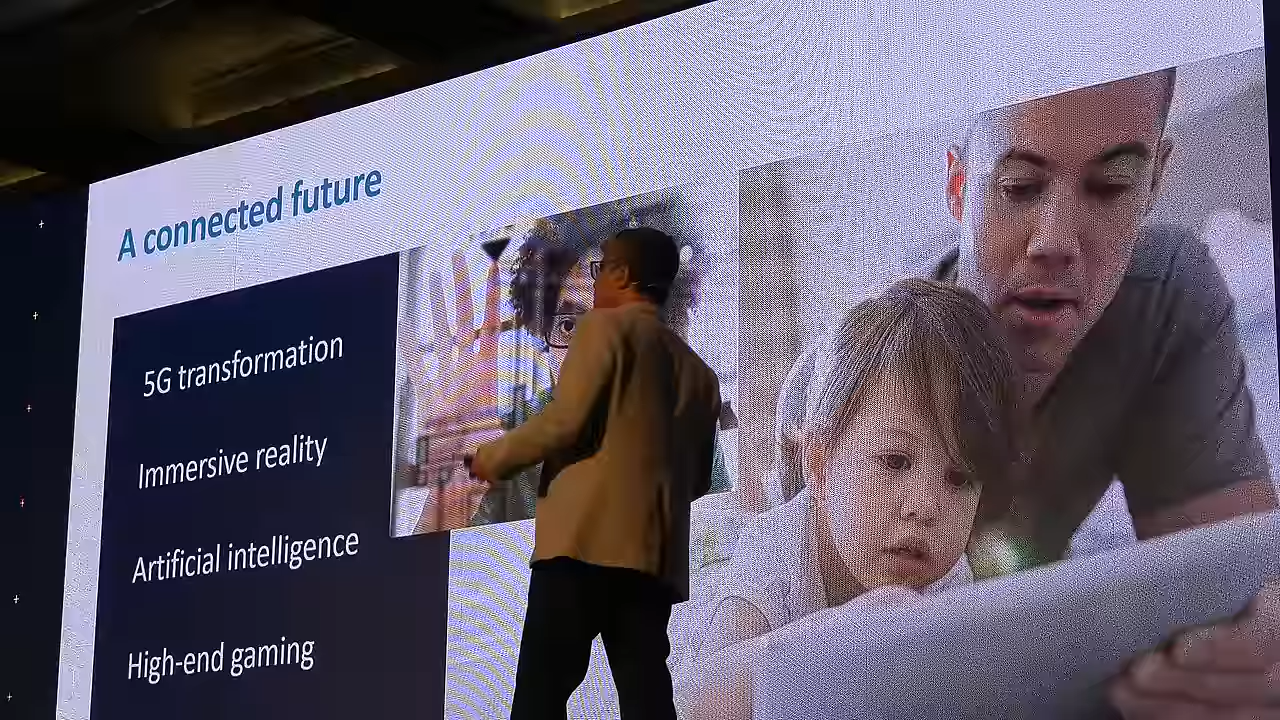 A connected future
5G transformation
Immersive reality
Artificial intelligence
High-end gaming